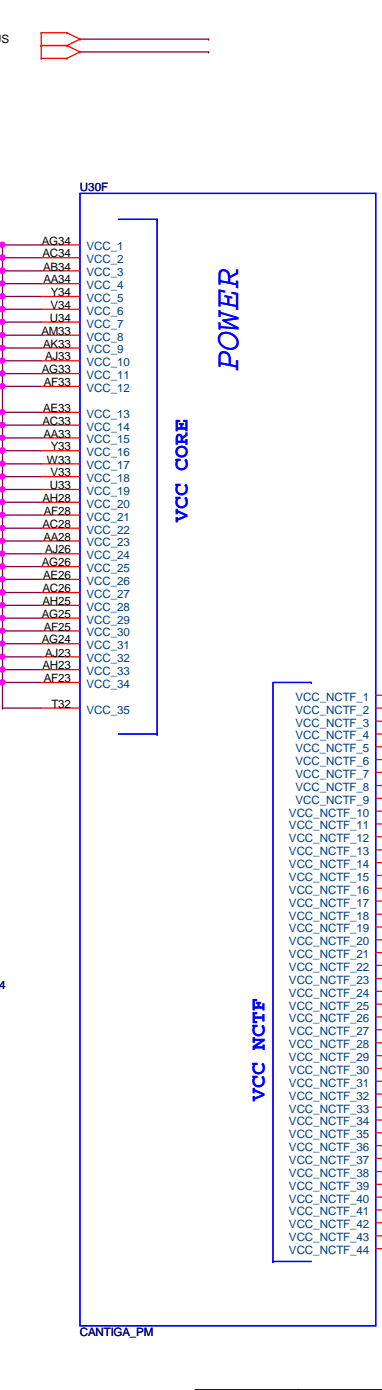 US
U30F
AG34 VCC_1
AC34 VCC_2
AB34 VCC_3
AA34 VCC_4
Y34 VCC_5
V34 VCC_6
U34 VCC_7
AM33 VCC_8
AK33 VCC_9
AJ33 VCC_10
AG33 VCC_11
AF33 VCC_12
AE33 VCC_13
AC33 VCC_14
AA33 VCC_15
Y33 VCC_16
W33 VCC_17
V33 VCC_18
U33 VCC_19
AH28 VCC_20
AF28 VCC_21
AC28 VCC_22
AA28 VCC_23
AJ26 VCC_24
AG26 VCC_25
AE26 VCC_26
AC26 VCC_27
AH25 VCC_28
AG25 VCC_29
AF25 VCC_30
AG24 VCC_31
AJ23 VCC_32
AH23 VCC_33
AF23 VCC_34
T32 VCC_35
VCC CORE
POWER
4
VCC NCTF
VCC_NCTF_1
VCC_NCTF_2
VCC_NCTF_3
VCC_NCTF_4
VCC_NCTF_5
VCC_NCTF_6
VCC_NCTF_7
VCC_NCTF_8
VCC_NCTF_9
VCC_NCTF_10
VCC_NCTF_11
VCC_NCTF_12
VCC_NCTF_13
VCC_NCTF_14
VCC_NCTF_15
VCC_NCTF_16
VCC_NCTF_17
VCC_NCTF_18
VCC_NCTF_19
VCC_NCTF_20
VCC_NCTF_21
VCC_NCTF_22
VCC_NCTF_23
VCC_NCTF_24
VCC_NCTF_25
VCC_NCTF_26
VCC_NCTF_27
VCC_NCTF_28
VCC_NCTF_29
VCC_NCTF_30
VCC_NCTF_31
VCC_NCTF_32
VCC_NCTF_33
VCC_NCTF_34
VCC_NCTF_35
VCC_NCTF_36
VCC_NCTF_37
VCC_NCTF_38
VCC_NCTF_39
VCC_NCTF_40
VCC_NCTF_41
VCC_NCTF_42
VCC_NCTF_43
VCC_NCTF_44
CANTIGA_PM